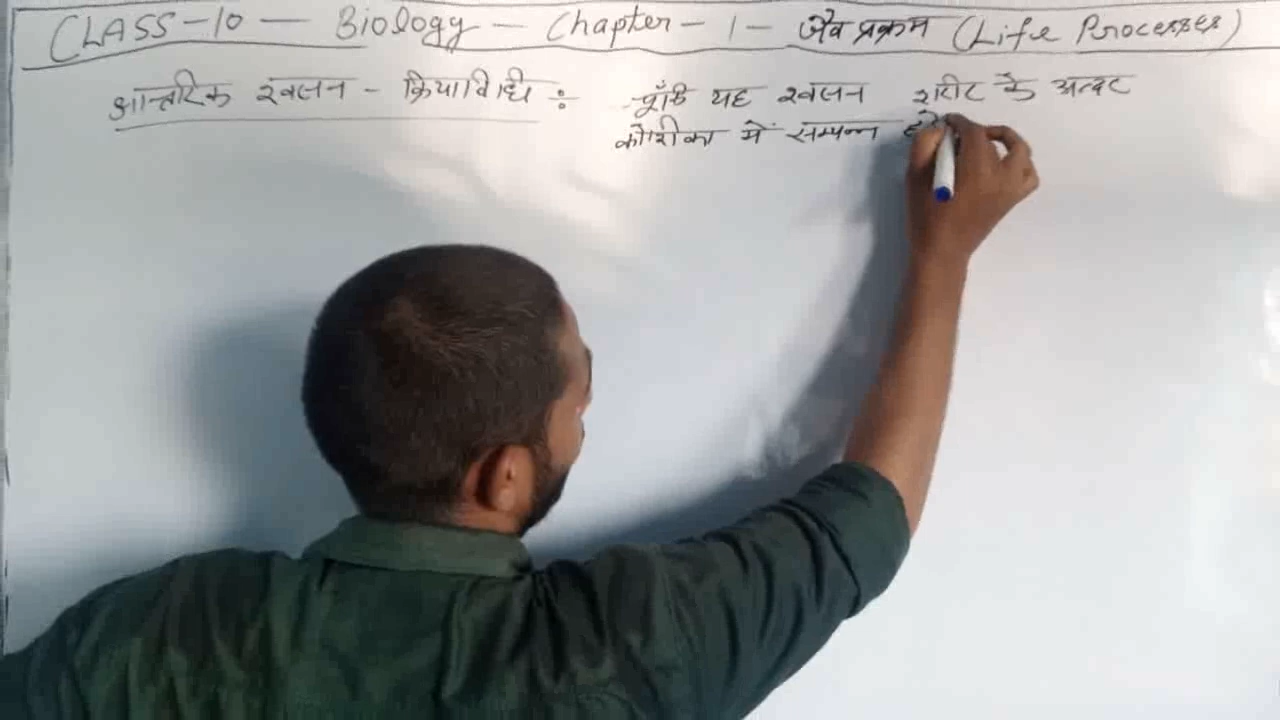 CLASS-10 - Biology - Chapter - 1 - जैव प्रक्रम (Life Processes)
आन्तरिक श्वसन - क्रियाविधि : चूँकि यह श्वसन शरीर के अन्दर
कोशिका में सम्पन्न